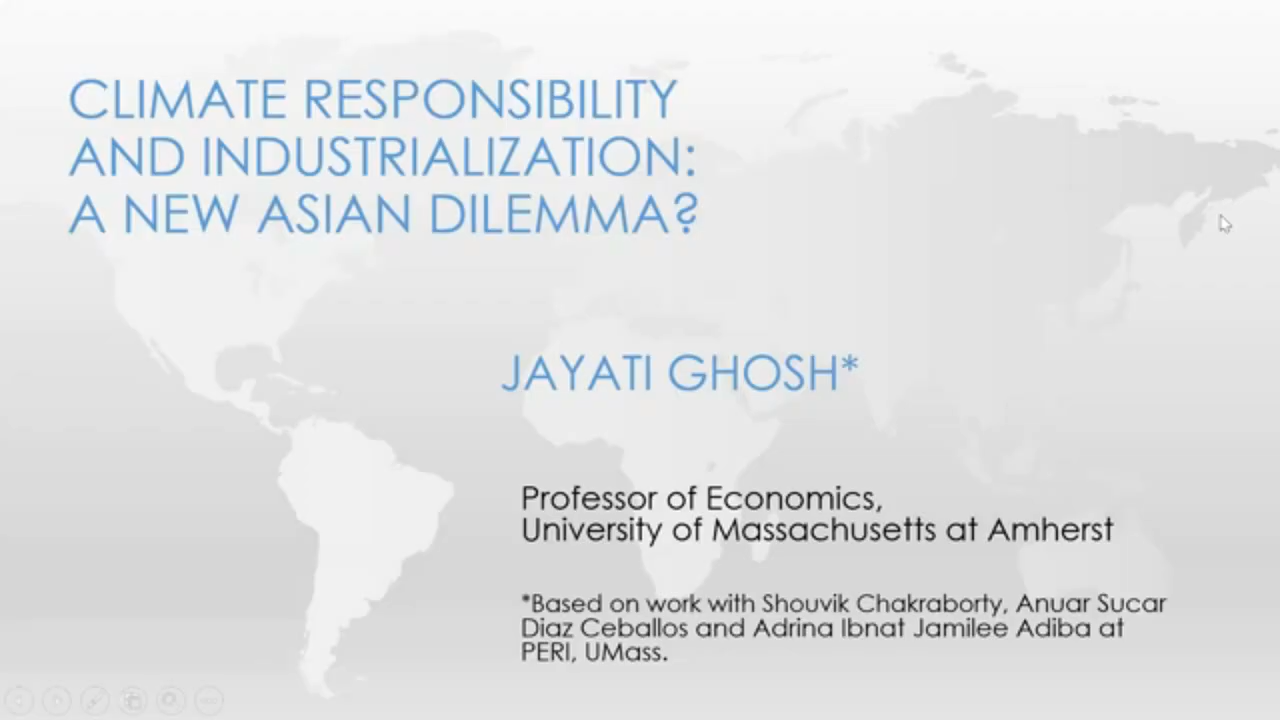 CLIMATE RESPONSIBILITY
AND INDUSTRIALIZATION:
A NEW ASIAN DILEMMA?
JAYATI GHOSH*
Professor of Economics,
University of Massachusetts at Amherst
*Based on work with Shouvik Chakraborty, Anuar Sucar
Diaz Ceballos and Adrina Ibnat Jamilee Adiba at
PERI, UMass.